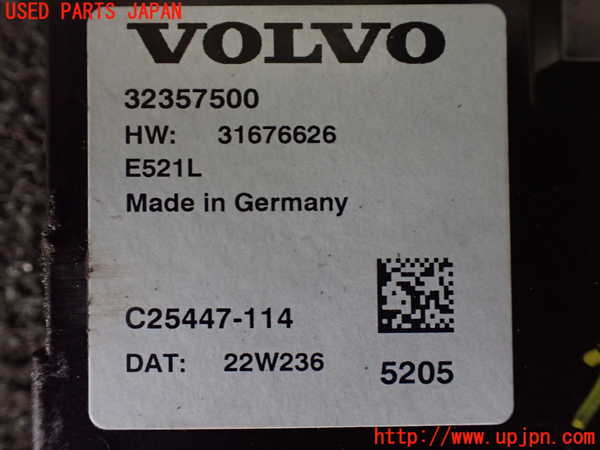 USED PARTS JAPAN
VOLVO
32357500
HW: 31676626
E521L
Made in Germany
C25447-114
DAT: 22W236
5205
http://www.upjpn.com/